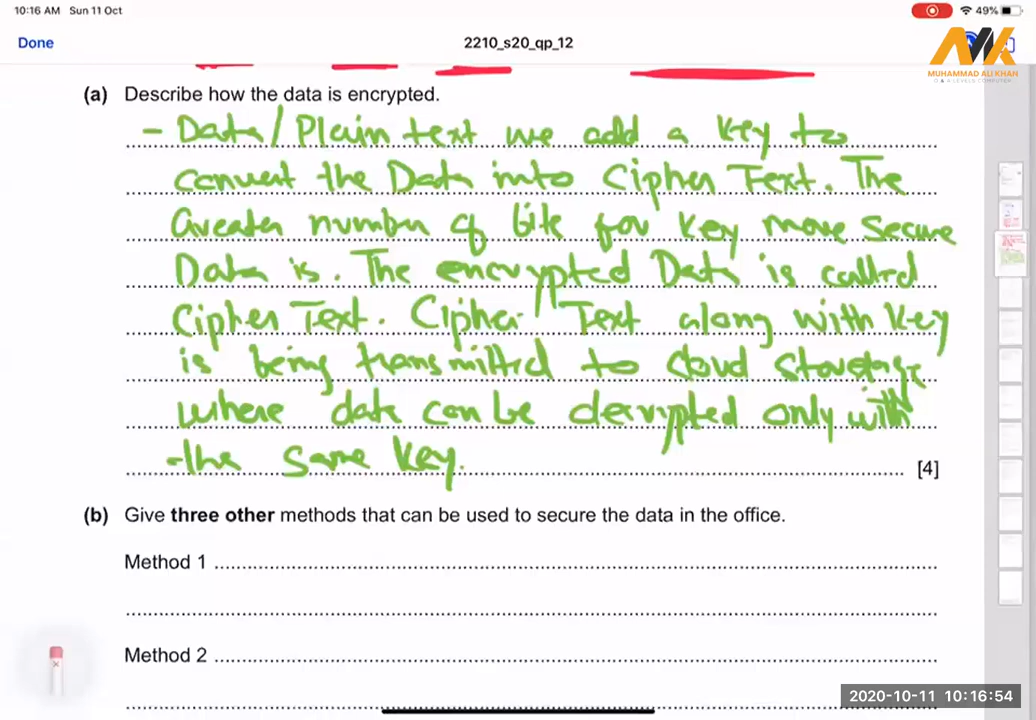 10:16 AM Sun 11 Oct
49%
Done
2210_s20_qp_12
MUHAMMAD ALI KHAN
O & A LEVELS COMPUTER
(a) Describe how the data is encrypted.
- Data/Plain text we add a key to
convert the Data into Cipher Text. The
Greater number of bits for key more secure
Data is. The encrypted Data is called
Cipher Text. Cipher Text along with key
is being transmitted to cloud storage
where data can be decrypted only with
the same key.
[4]
(b) Give three other methods that can be used to secure the data in the office.
Method 1
Method 2
2020-10-11 10:16:54